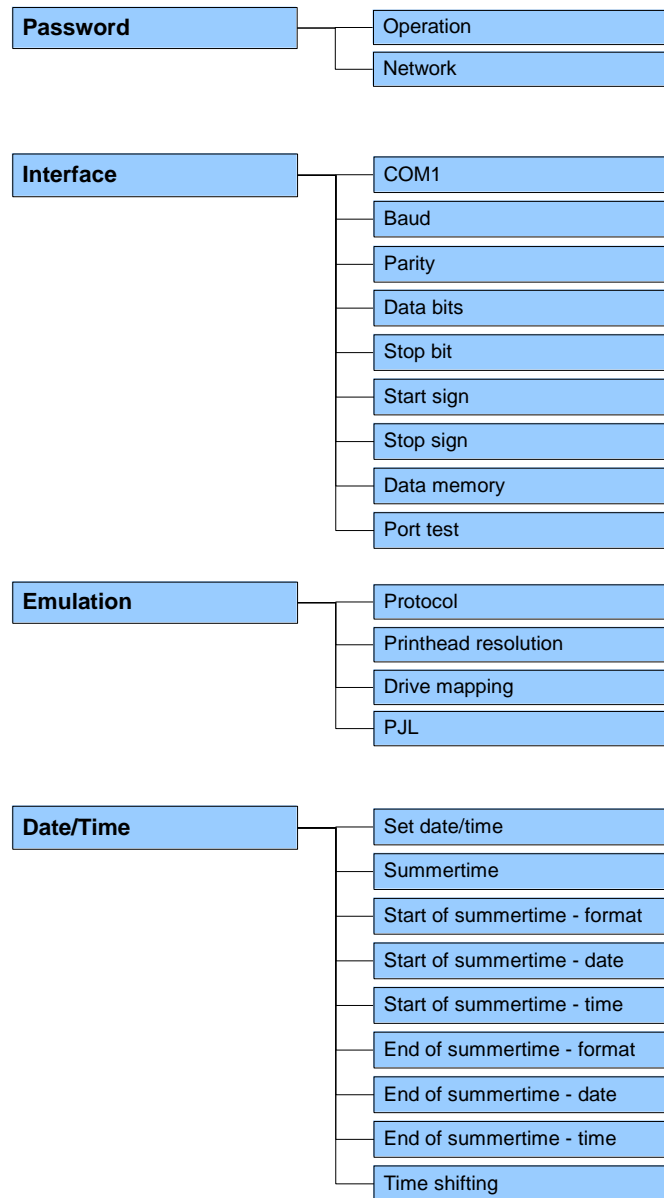 Password
Operation
Network
Interface
COM1
Baud
Parity
Data bits
Stop bit
Start sign
Stop sign
Data memory
Port test
Emulation
Protocol
Printhead resolution
Drive mapping
PJL
Date/Time
Set date/time
Summertime
Start of summertime - format
Start of summertime - date
Start of summertime - time
End of summertime - format
End of summertime - date
End of summertime - time
Time shifting